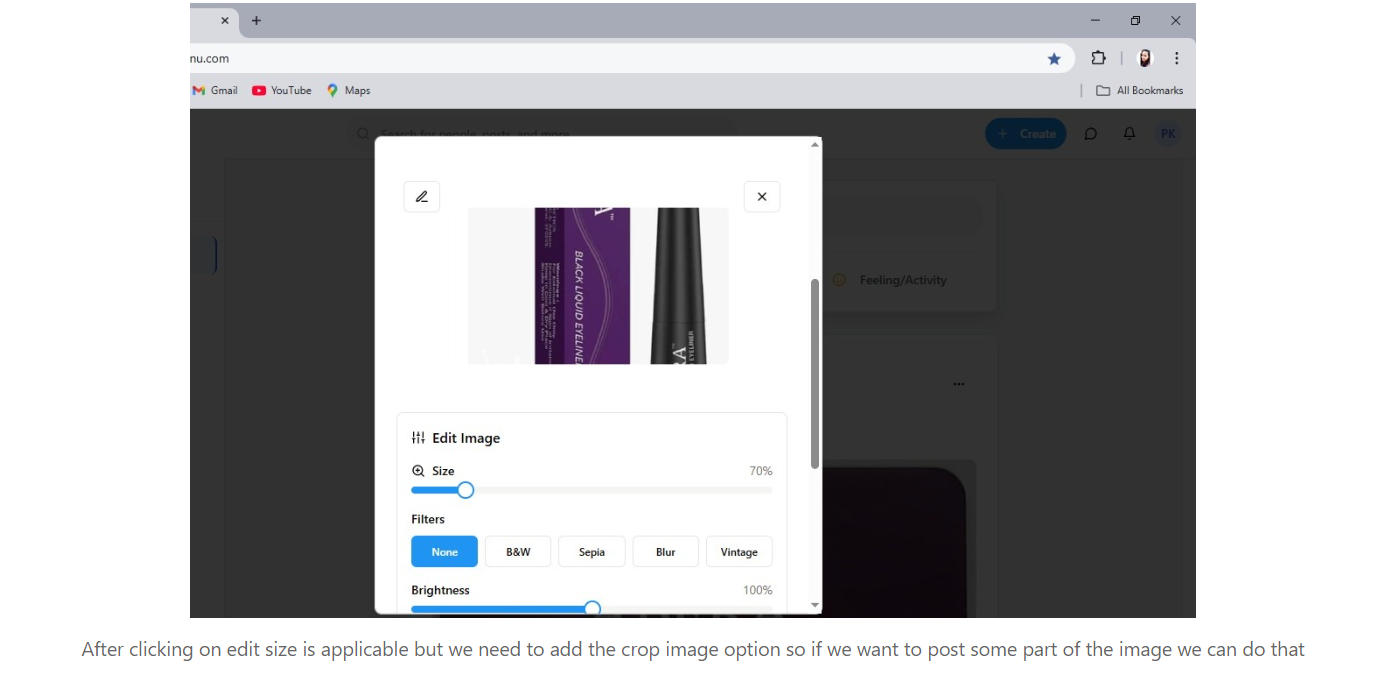 nu.com
Gmail YouTube Maps All Bookmarks
Search for people, posts, and more
+ Create PK
BLACK LIQUID EYELINE
EYELINER
RA
Feeling/Activity
Edit Image
Size 70%
Filters
None B&W Sepia Blur Vintage
Brightness 100%
After clicking on edit size is applicable but we need to add the crop image option so if we want to post some part of the image we can do that